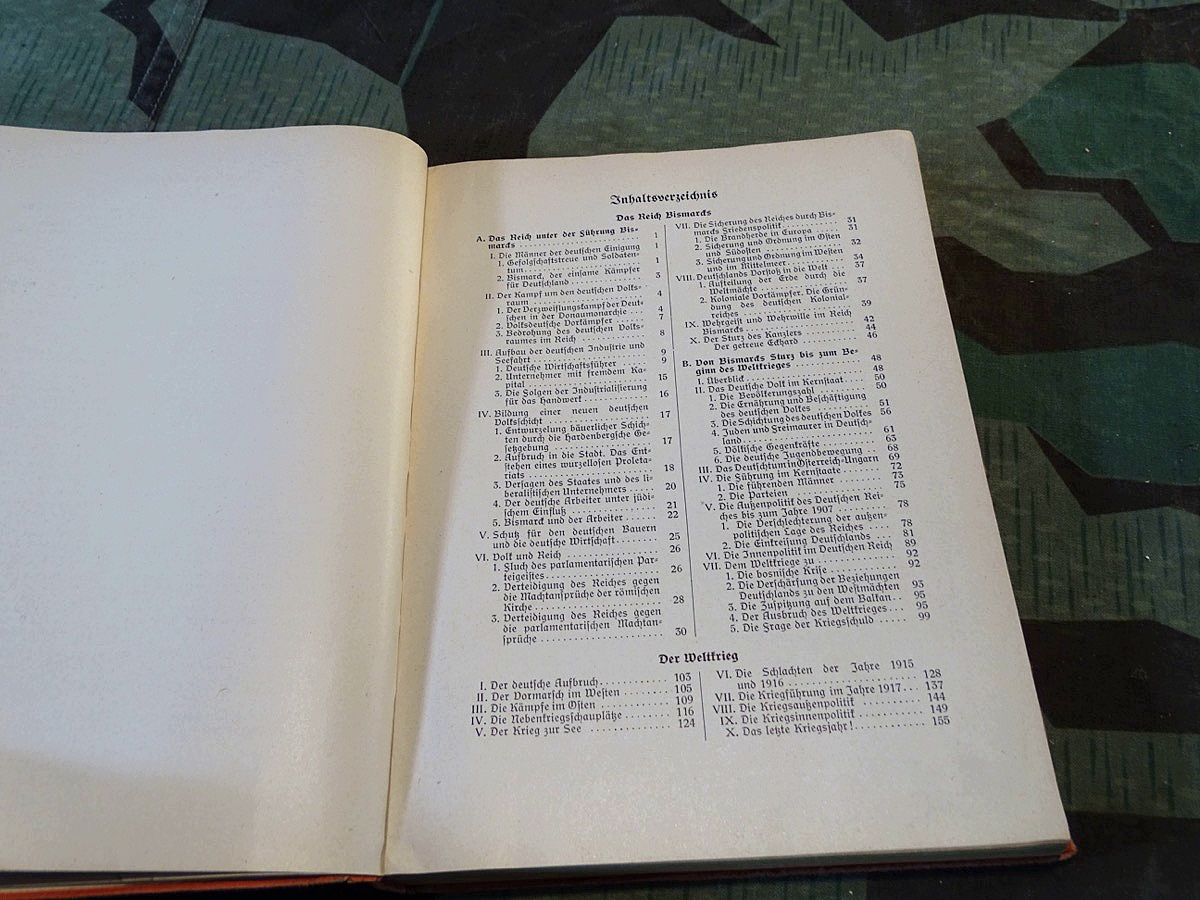 Inhaltsverzeichnis
Das Reich Bismarcks
A. Das Reich unter der Führung Bis-
marcks . . . . . . . . . . 1
I. Die Männer der deutschen Einigung 1
1. Gefolgschaftstreue und Soldaten-
tum . . . . . . . . . . 1
2. Bismarck, der einsame Kämpfer
für Deutschland . . . . . . . . . . 3
II. Der Kampf um den deutschen Volks-
raum . . . . . . . . . . 4
1. Der Verzweiflungskampf der Deut-
schen in der Donaumonarchie . . . 4
2. Volksdeutsche Vorkämpfer . . . . 7
3. Bedrohung des deutschen Volks-
raumes im Reich . . . . . . . . . . 8
III. Aufbau der deutschen Industrie und
Seefahrt . . . . . . . . . . 9
1. Deutsche Wirtschaftsführer . . . . 9
2. Unternehmer mit fremdem Ka-
pital . . . . . . . . . . 15
3. Die Folgen der Industrialisierung
für das Handwerk . . . . . . . . . . 16
IV. Bildung einer neuen deutschen
Volksschicht . . . . . . . . . . 17
1. Entwurzelung bäuerlicher Schich-
ten durch die Hardenbergsche Ge-
setzgebung . . . . . . . . . . 17
2. Aufbruch in die Stadt. Das Ent-
stehen eines wurzellosen Proleta-
riats . . . . . . . . . . 18
3. Versagen des Staates und des li-
beralistischen Unternehmers . . . . . 20
4. Der deutsche Arbeiter unter jüdi-
schem Einfluß . . . . . . . . . . 21
5. Bismarck und der Arbeiter . . . . . 22
V. Schutz für den deutschen Bauern
und die deutsche Wirtschaft . . . . . . 25
VI. Volk und Reich . . . . . . . . . . 26
1. Fluch des parlamentarischen Par-
teigeistes . . . . . . . . . . 26
2. Verteidigung des Reiches gegen
die Machtansprüche der römischen
Kirche . . . . . . . . . . 28
3. Verteidigung des Reiches gegen
die parlamentarischen Machtan-
sprüche . . . . . . . . . . 30
VII. Die Sicherung des Reiches durch Bis-
marcks Friedenspolitik . . . . . . 31
1. Die Brandherde in Europa . . . . 31
2. Sicherung und Ordnung im Osten
und Südosten . . . . . . . . . . 32
3. Sicherung und Ordnung im Westen
und im Mittelmeer . . . . . . . . . . 34
VIII. Deutschlands Vorstoß in die Welt . . . 37
1. Aufteilung der Erde durch die
Weltmächte . . . . . . . . . . 37
2. Koloniale Vorkämpfer. Die Grün-
dung des deutschen Kolonial-
reiches . . . . . . . . . . 39
IX. Wehrgeist und Wehrwille im Reich
Bismarcks . . . . . . . . . . 42
X. Der Sturz des Kanzlers . . . . . . 44
Der getreue Eckhard . . . . . . 46
B. Von Bismarcks Sturz bis zum Be-
ginn des Weltkrieges . . . . . . . . . . 48
I. Überblick . . . . . . . . . . 48
II. Das Deutsche Volk im Kernstaat . . . . 50
1. Die Bevölkerungszahl . . . . . . 50
2. Die Ernährung und Beschäftigung
des deutschen Volkes . . . . . . 51
3. Die Schichtung des deutschen Volkes 56
4. Juden und Freimaurer in Deutsch-
land . . . . . . . . . . 61
5. Völkische Gegenkräfte . . . . . . 63
6. Die deutsche Jugendbewegung . . 68
III. Das Deutschtum in Österreich-Ungarn 69
IV. Die Führung im Kernstaate . . . . . . 72
1. Die führenden Männer . . . . . . 73
2. Die Parteien . . . . . . . . . . 75
V. Die Außenpolitik des Deutschen Rei-
ches bis zum Jahre 1907 . . . . . . 78
1. Die Verschlechterung der außen-
politischen Lage des Reiches . . . . 78
2. Die Einkreisung Deutschlands . . . 81
VI. Die Innenpolitik im Deutschen Reich 89
VII. Dem Weltkriege zu . . . . . . . . . . 92
1. Die bosnische Krise . . . . . . . . . . 92
2. Die Verschärfung der Beziehungen
Deutschlands zu den Westmächten 93
3. Die Zuspitzung auf dem Balkan . . 95
4. Der Ausbruch des Weltkrieges . . . 95
5. Die Frage der Kriegsschuld . . . . . 99
Der Weltkrieg
I. Der deutsche Aufbruch . . . . . . . . . . 103
II. Der Vormarsch im Westen . . . . . . 105
III. Die Kämpfe im Osten . . . . . . . . . . 109
IV. Die Nebenkriegsschauplätze . . . . . . 116
V. Der Krieg zur See . . . . . . . . . . 124
VI. Die Schlachten der Jahre 1915
und 1916 . . . . . . . . . . 128
VII. Die Kriegführung im Jahre 1917 . . . 137
VIII. Die Kriegsaußenpolitik . . . . . . . . . . 144
IX. Die Kriegsinnenpolitik . . . . . . . . . . 149
X. Das letzte Kriegsjahr! . . . . . . . . . . 155